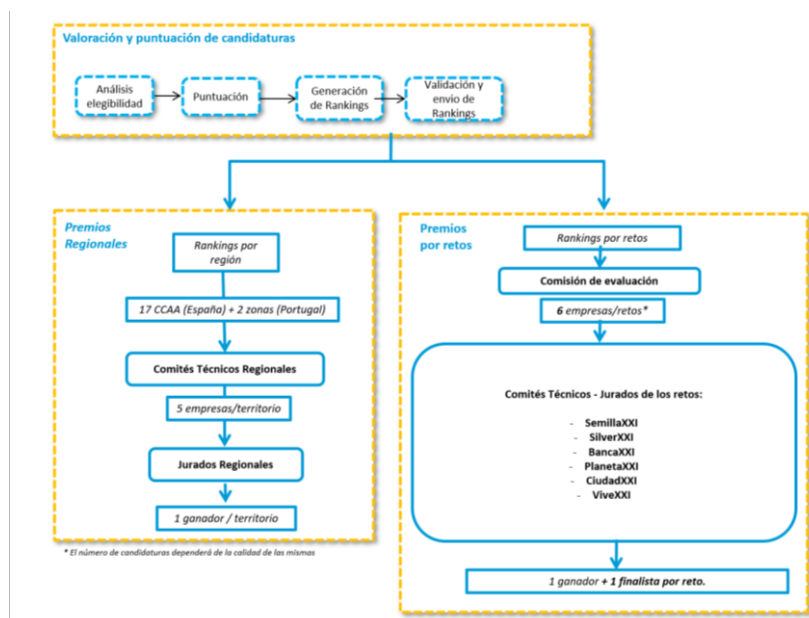 Valoración y puntuación de candidaturas
Análisis
elegibilidad
Puntuación
Generación
de Rankings
Validación y
envio de
Rankings
Premios
Regionales
Rankings por
región
17 CCAA (España) + 2 zonas (Portugal)
Comités Técnicos Regionales
5 empresas/territorio
Jurados Regionales
1 ganador / territorio
* El número de candidaturas dependerá de la calidad de las mismas
Premios
por retos
Rankings por retos
Comisión de evaluación
6 empresas/retos*
Comités Técnicos - Jurados de los retos:
- SemillaXXI
- SilverXXI
- BancaXXI
- PlanetaXXI
- CiudadXXI
- ViveXXI
1 ganador + 1 finalista por reto.